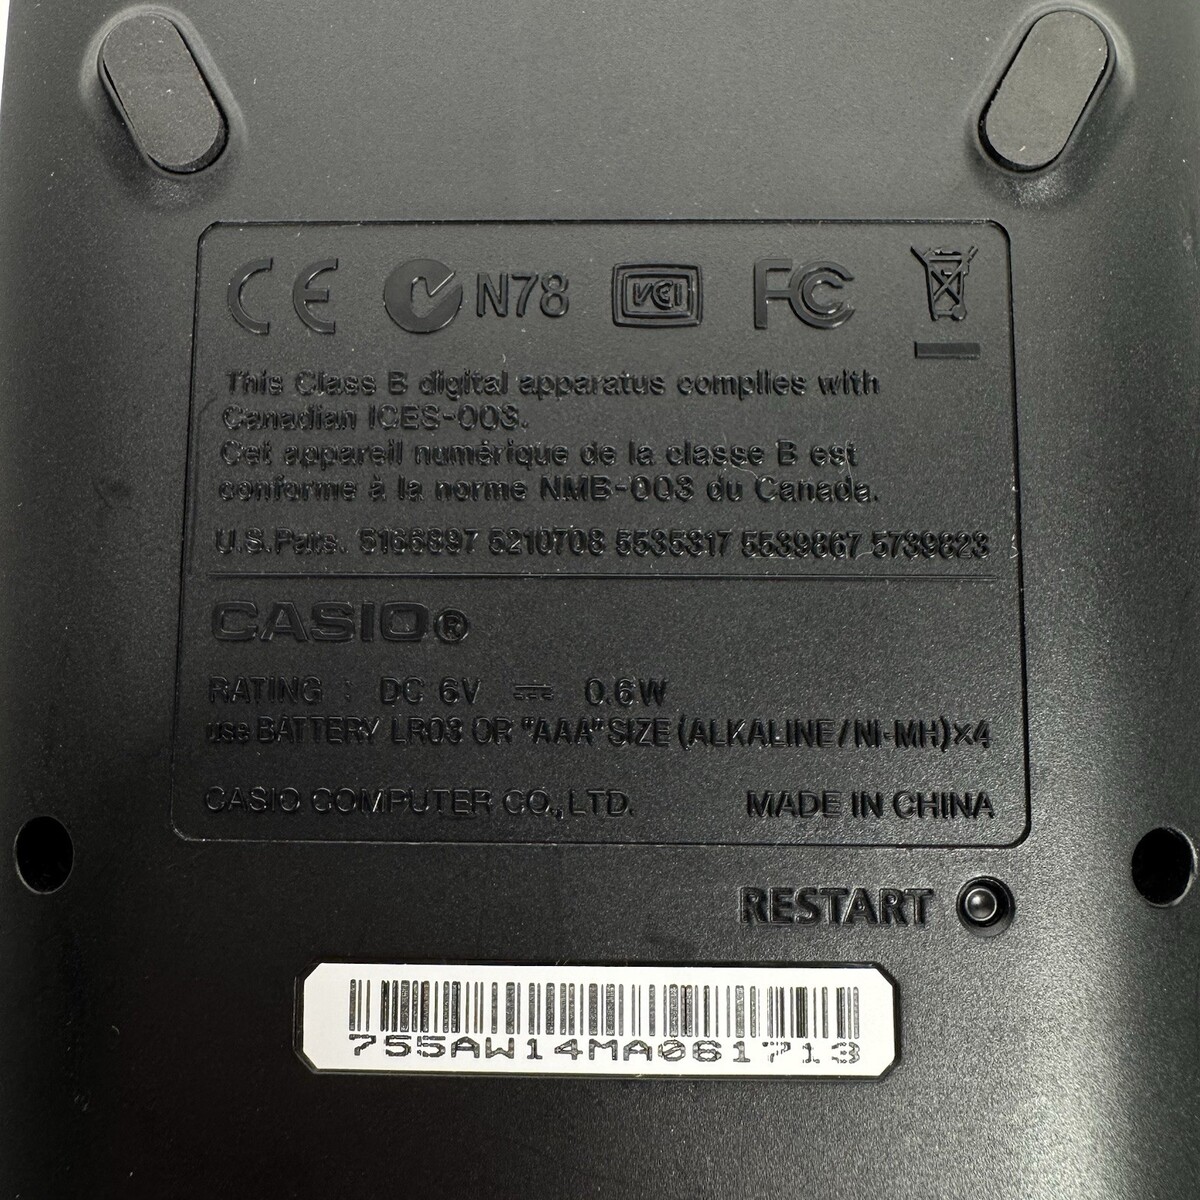 CE N78 VCI FC
This Class B digital apparatus complies with
Canadian ICES-003.
Cet appareil numérique de la classe B est
conforme à la norme NMB-003 du Canada.
U.S.Pats. 5166897 5210708 5535317 5539867 5739823
CASIO®
RATING : DC 6V ⎓ 0.6W
use BATTERY LR03 OR "AAA" SIZE (ALKALINE/NI-MH)×4
CASIO COMPUTER CO., LTD. MADE IN CHINA
RESTART
755AW14MA061713